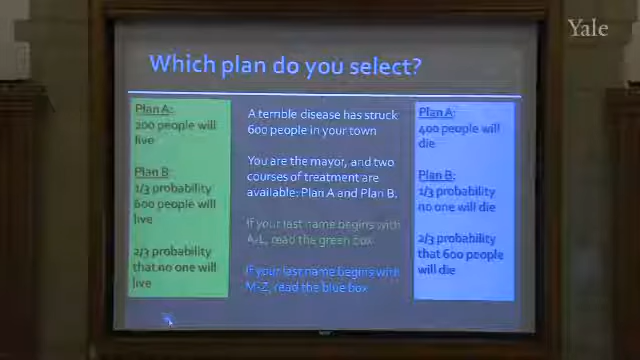 Yale
Which plan do you select?
Plan A:
200 people will
live
Plan B:
1/3 probability
600 people will
live
2/3 probability
that no one will
live
A terrible disease has struck
600 people in your town
You are the mayor, and two
courses of treatment are
available: Plan A and Plan B.
If your last name begins with
A-L, read the green box
If your last name begins with
M-Z, read the blue box
Plan A:
400 people will
die
Plan B:
1/3 probability
no one will die
2/3 probability
that 600 people
will die